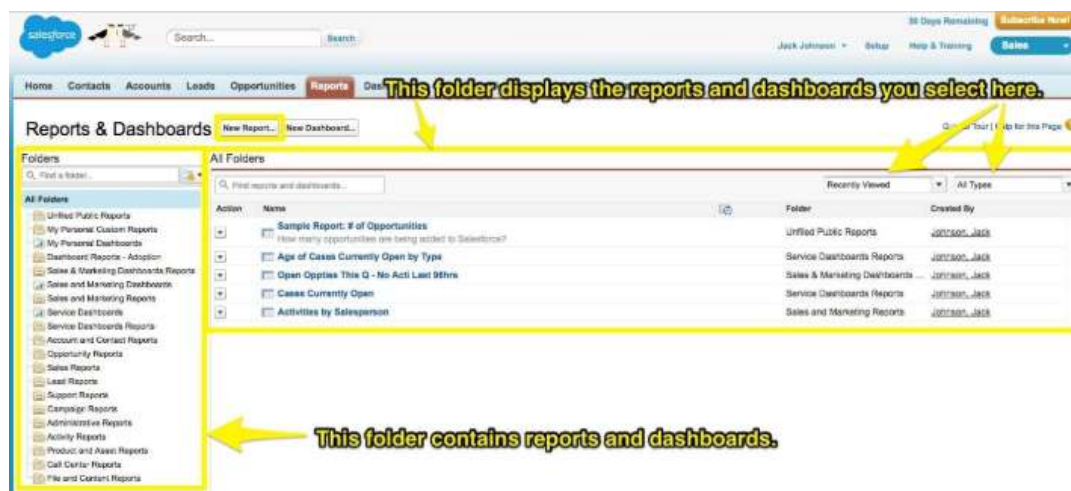 30 Days Remaining Subscribe Now!
salesforce Search... Search
Jack Johnson Setup Help & Training Sales
Home Contacts Accounts Leads Opportunities Reports
This folder displays the reports and dashboards you select here.
Reports & Dashboards New Report... New Dashboard...
Help for this Page
Folders All Folders
Find a folder... Find reports and dashboards... Recently Viewed All Types
All Folders
Action Name Folder Created By
Unfiled Public Reports
My Personal Custom Reports
My Personal Dashboards
Dashboard Reports - Adoption
Sales & Marketing Dashboards Reports
Sales and Marketing Dashboards
Sales and Marketing Reports
Service Dashboards
Service Dashboards Reports
Account and Contact Reports
Opportunity Reports
Sales Reports
Lead Reports
Support Reports
Campaign Reports
Administrative Reports
Activity Reports
Product and Asset Reports
Call Center Reports
File and Content Reports
Sample Report: # of Opportunities Unfiled Public Reports Johnson, Jack
How many opportunities are being added to Salesforce?
Age of Cases Currently Open by Type Service Dashboards Reports Johnson, Jack
Open Oppties This Q - No Acti Last 96hrs Sales & Marketing Dashboards ... Johnson, Jack
Cases Currently Open Service Dashboards Reports Johnson, Jack
Activities by Salesperson Sales and Marketing Reports Johnson, Jack
This folder contains reports and dashboards.